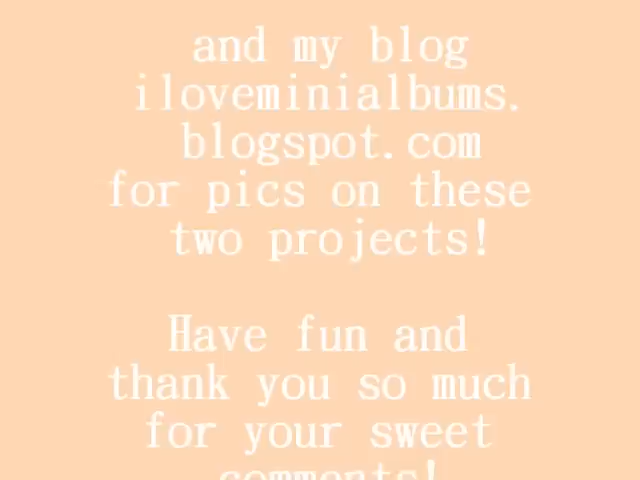 and my blog
iloveminialbums.
blogspot.com
for pics on these
two projects!
Have fun and
thank you so much
for your sweet
comments!